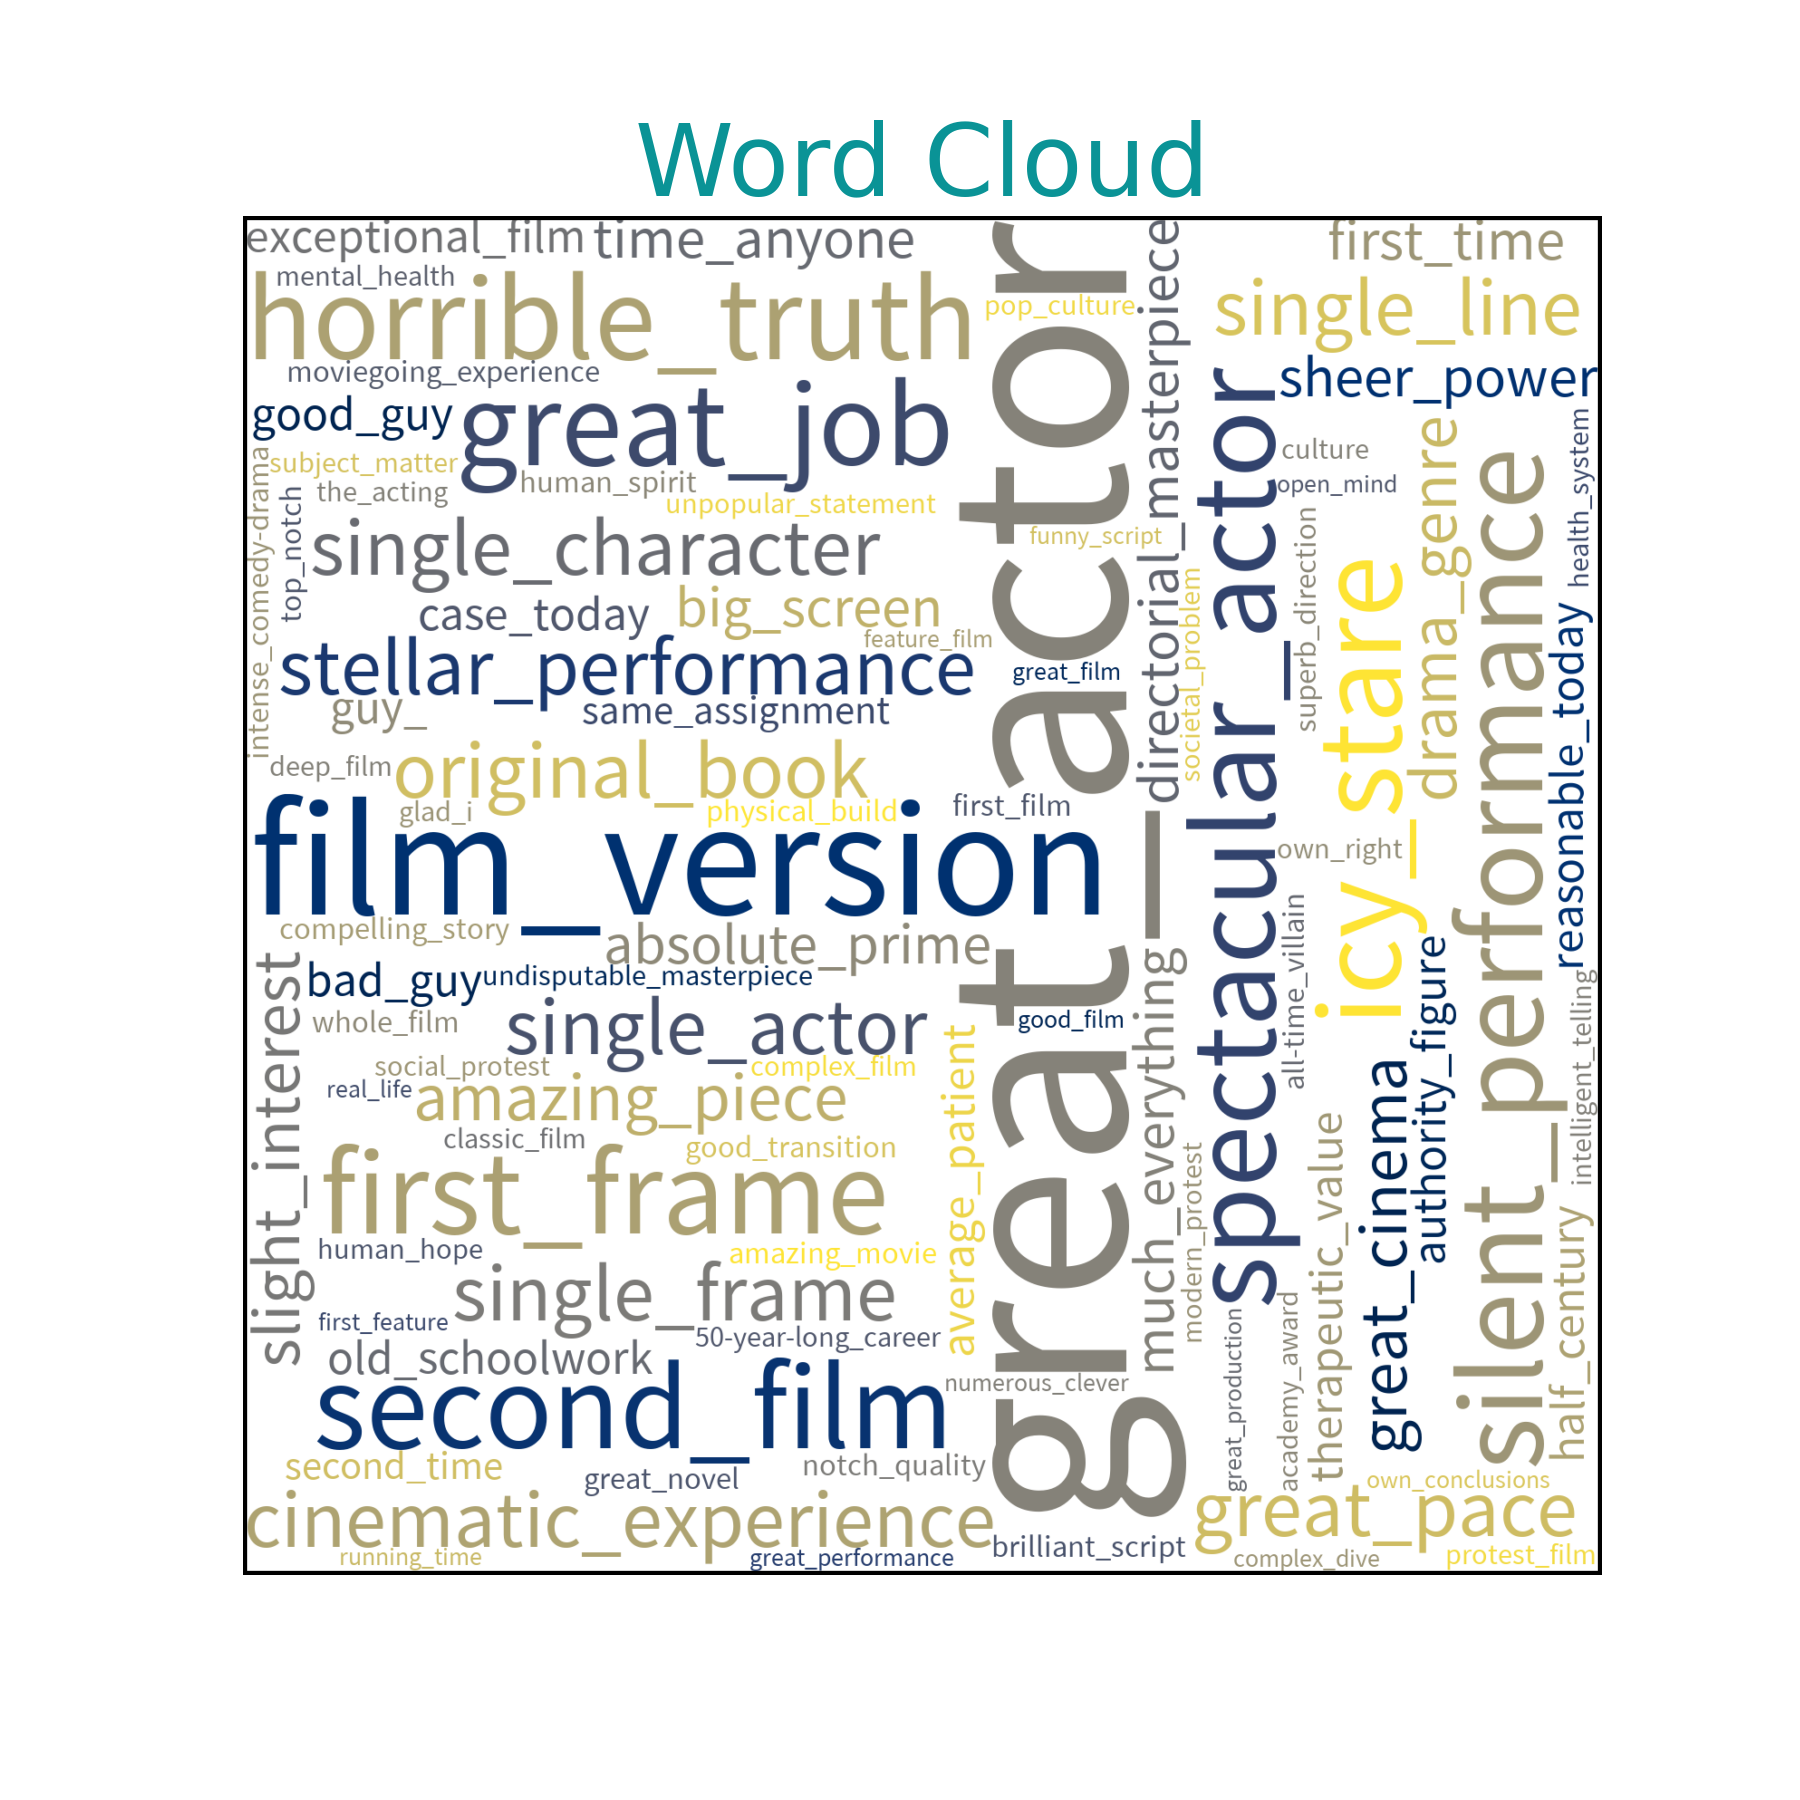 Word Cloud
exceptional_film
time_anyone
first_time
mental_health
horrible_truth
pop_culture
single_line
moviegoing_experience
sheer_power
good_guy
great_job
subject_matter
culture
the_acting
human_spirit
open_mind
unpopular_statement
top_notch
intense_comedy-drama
single_character
funny_script
case_today
big_screen
feature_film
stellar_performance
great_film
guy_
same_assignment
deep_film
original_book
glad_i
physical_build
first_film
film_version
great_actor
directorial_masterpiece
societal_problem
spectacular_actor
superb_direction
icy_stare
drama_genre
silent_performance
health_system
reasonable_today
own_right
compelling_story
absolute_prime
bad_guy
undisputable_masterpiece
whole_film
single_actor
good_film
social_protest
complex_film
real_life
amazing_piece
classic_film
good_transition
slight_interest
average_patient
much_everything
modern_protest
all-time_villain
authority_figure
great_cinema
therapeutic_value
intelligent_telling
half_century
first_frame
human_hope
amazing_movie
single_frame
first_feature
50-year-long_career
old_schoolwork
numerous_clever
great_production
academy_award
second_film
second_time
great_novel
notch_quality
own_conclusions
cinematic_experience
great_pace
running_time
great_performance
brilliant_script
complex_dive
protest_film